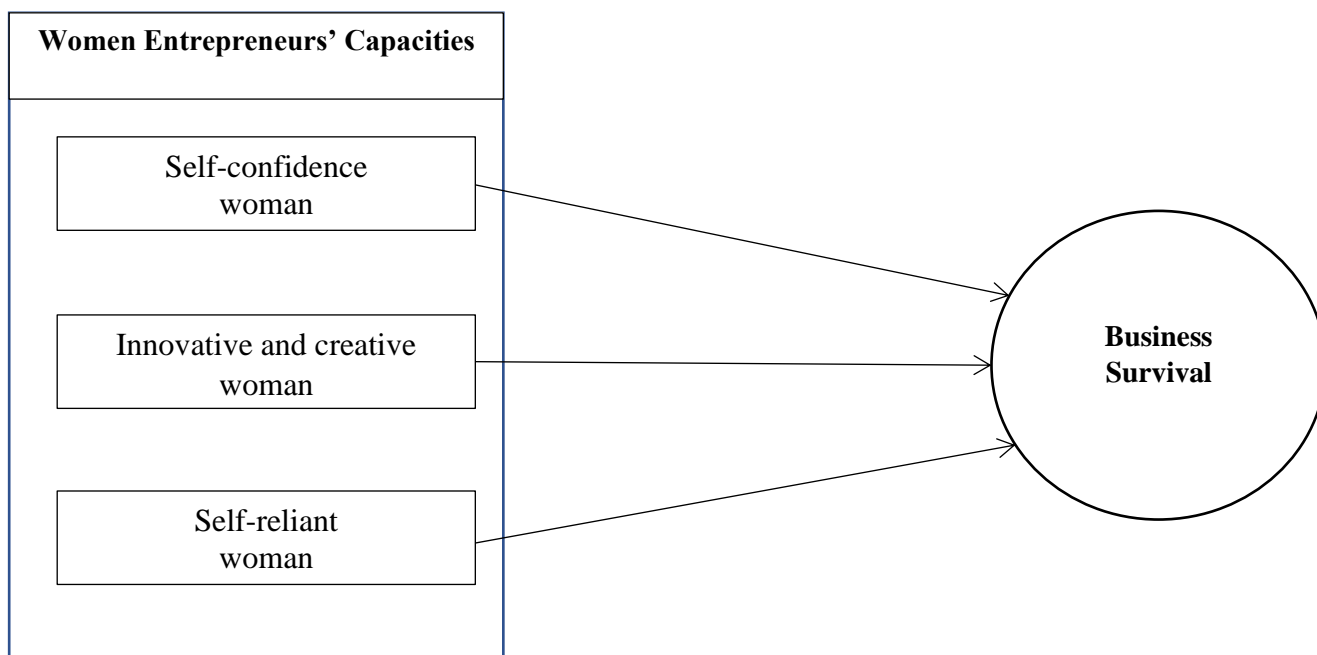 Women Entrepreneurs’ Capacities
Self-confidence
woman
Innovative and creative
woman
Self-reliant
woman
Business
Survival